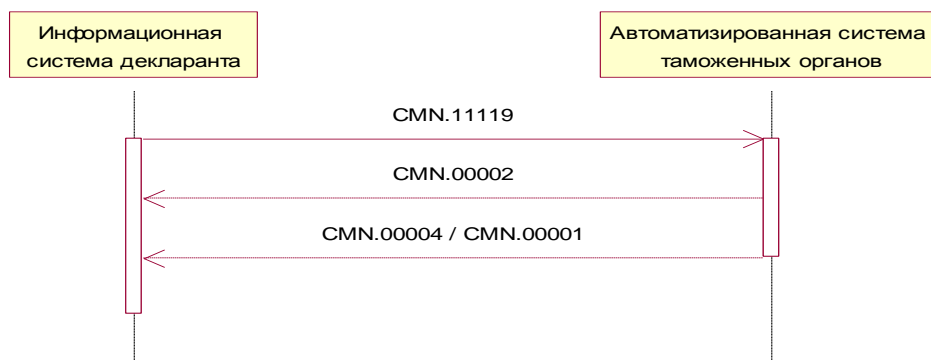 Информационная
система декларанта
Автоматизированная система
таможенных органов
CMN.11119
CMN.00002
CMN.00004 / CMN.00001